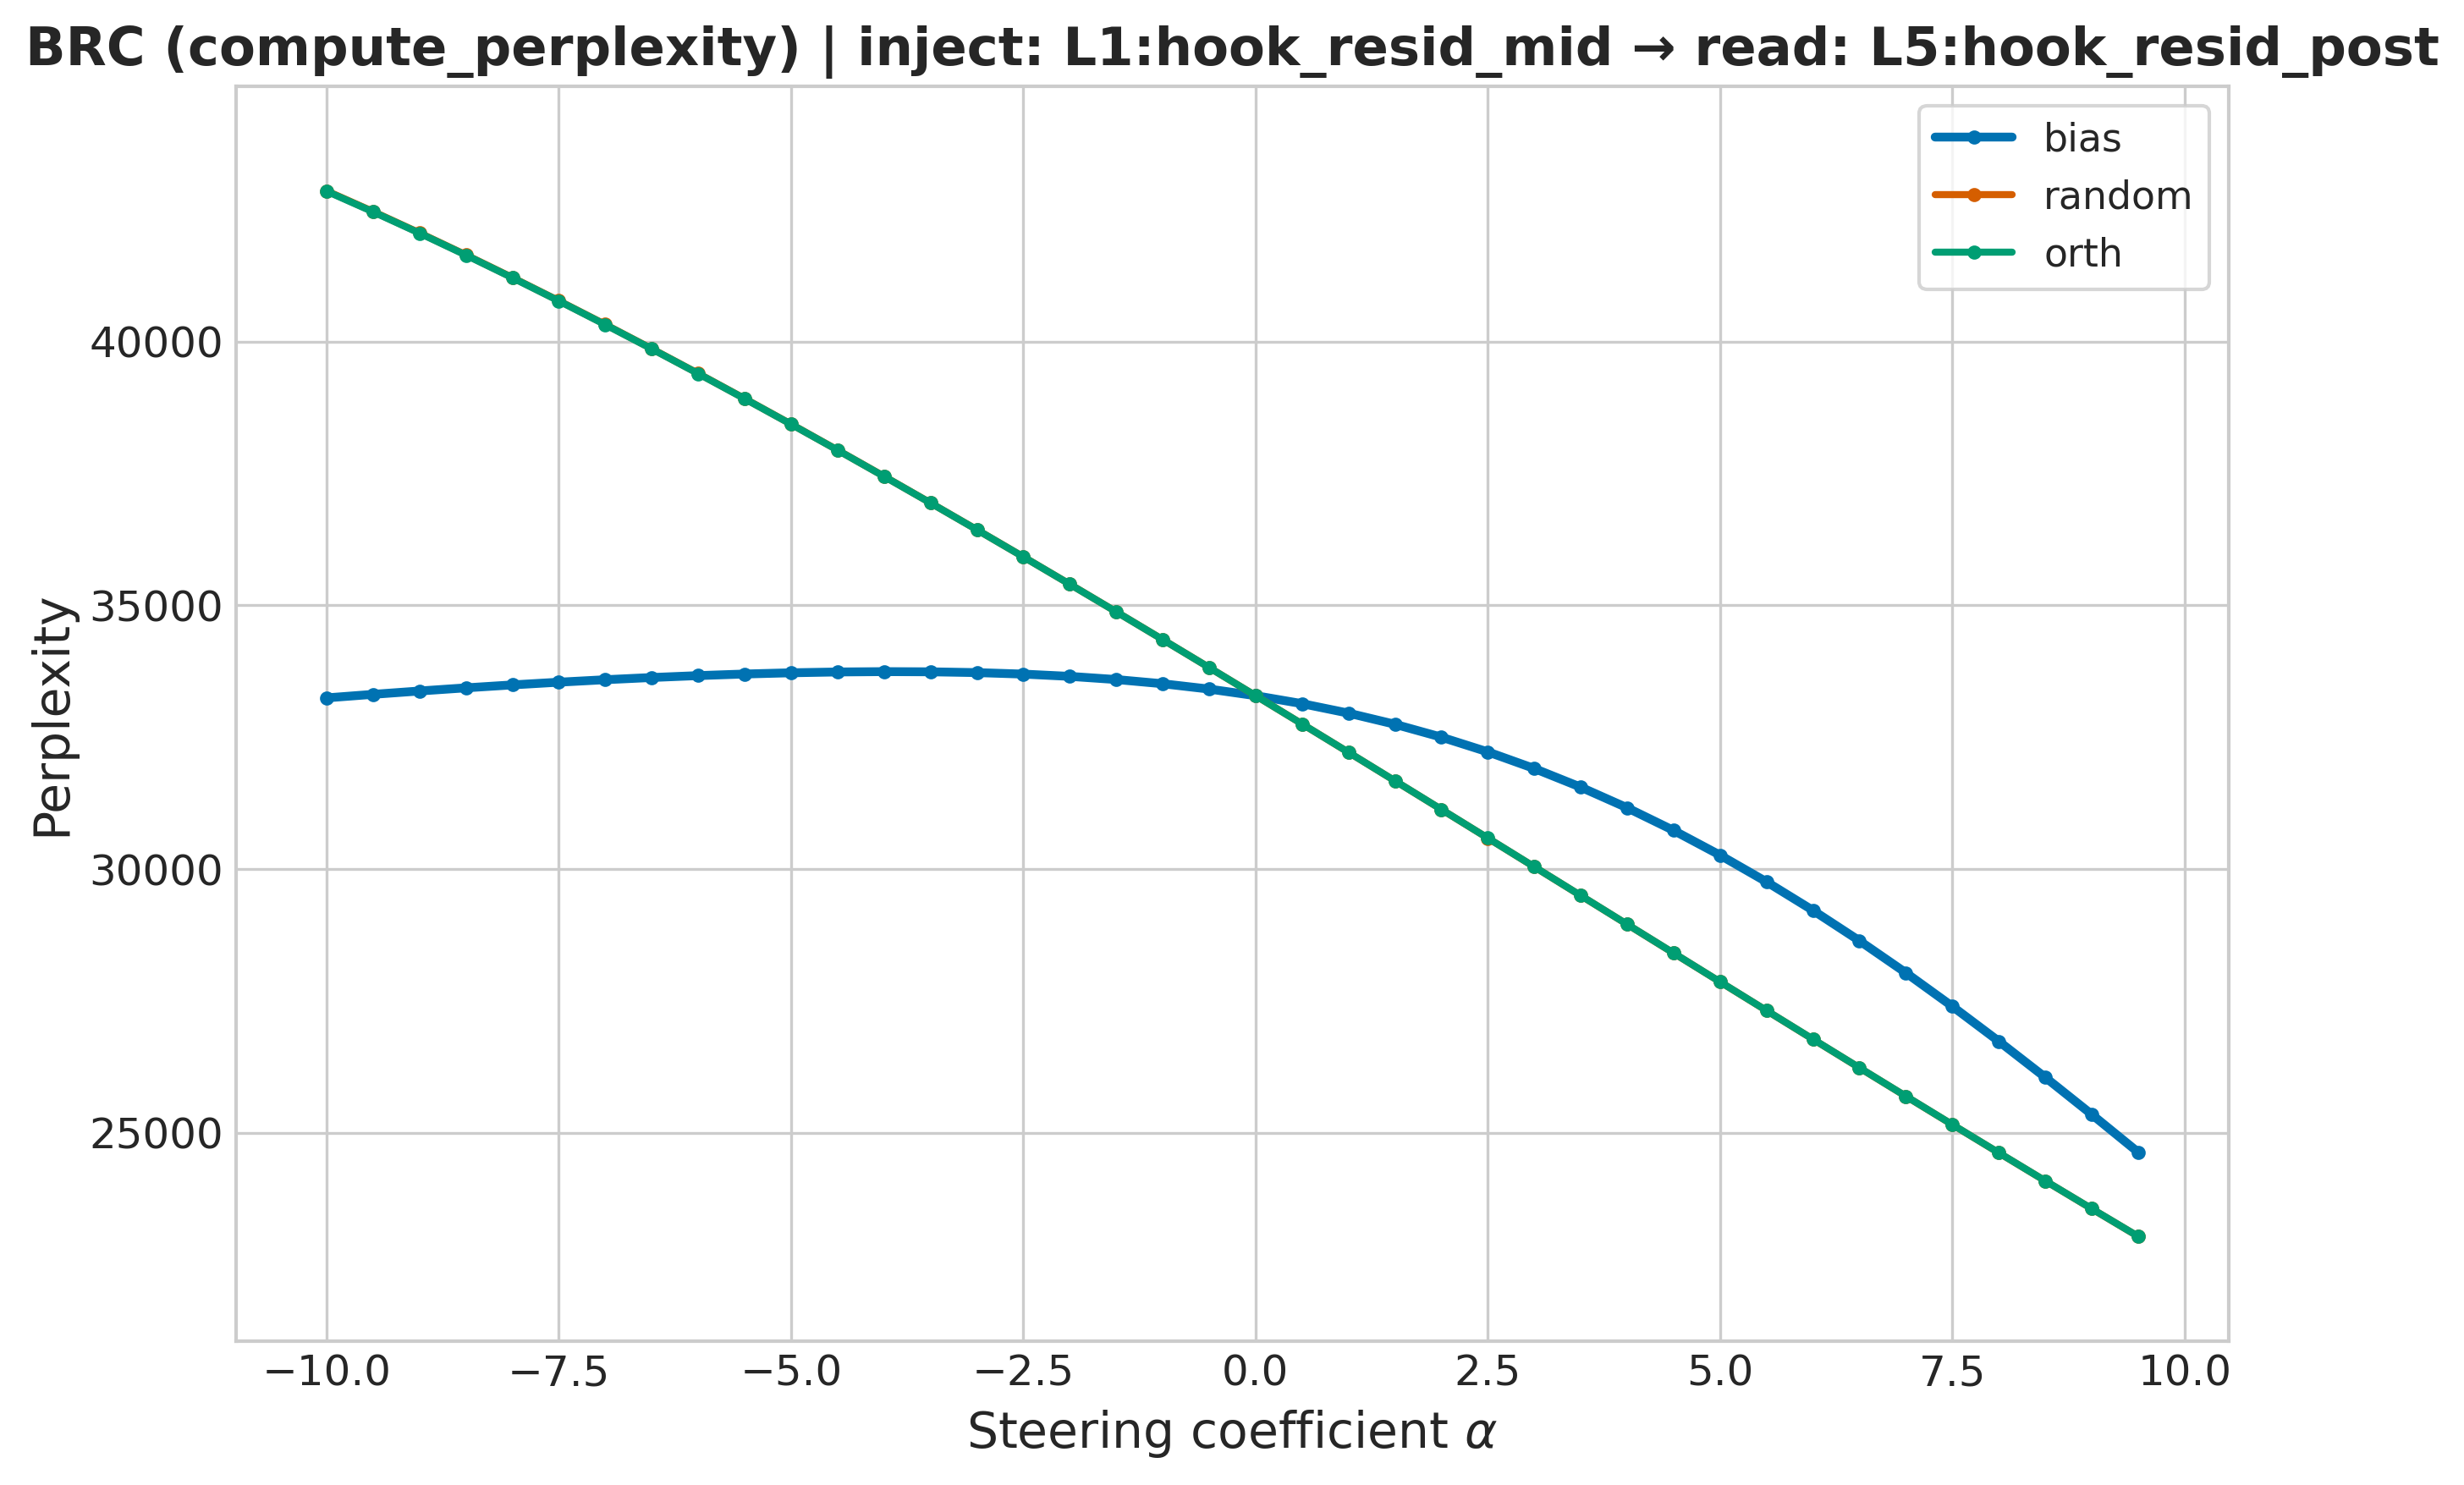 BRC (compute_perplexity) | inject: L1:hook_resid_mid → read: L5:hook_resid_post
bias
random
orth
Perplexity
40000
35000
30000
25000
−10.0 −7.5 −5.0 −2.5 0.0 2.5 5.0 7.5 10.0
Steering coefficient α